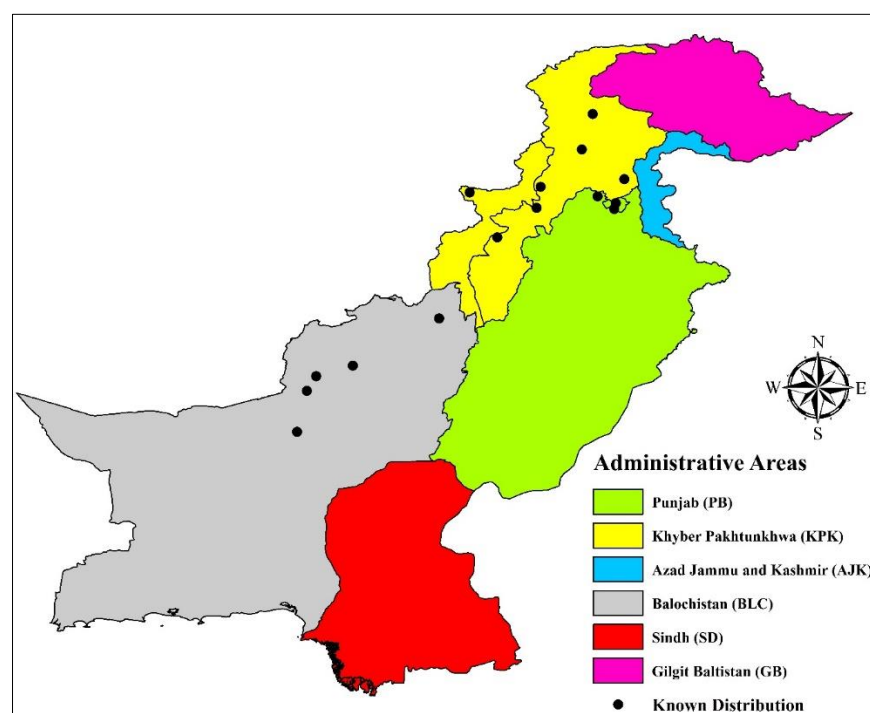 N
W E
S
Administrative Areas
Punjab (PB)
Khyber Pakhtunkhwa (KPK)
Azad Jammu and Kashmir (AJK)
Balochistan (BLC)
Sindh (SD)
Gilgit Baltistan (GB)
Known Distribution